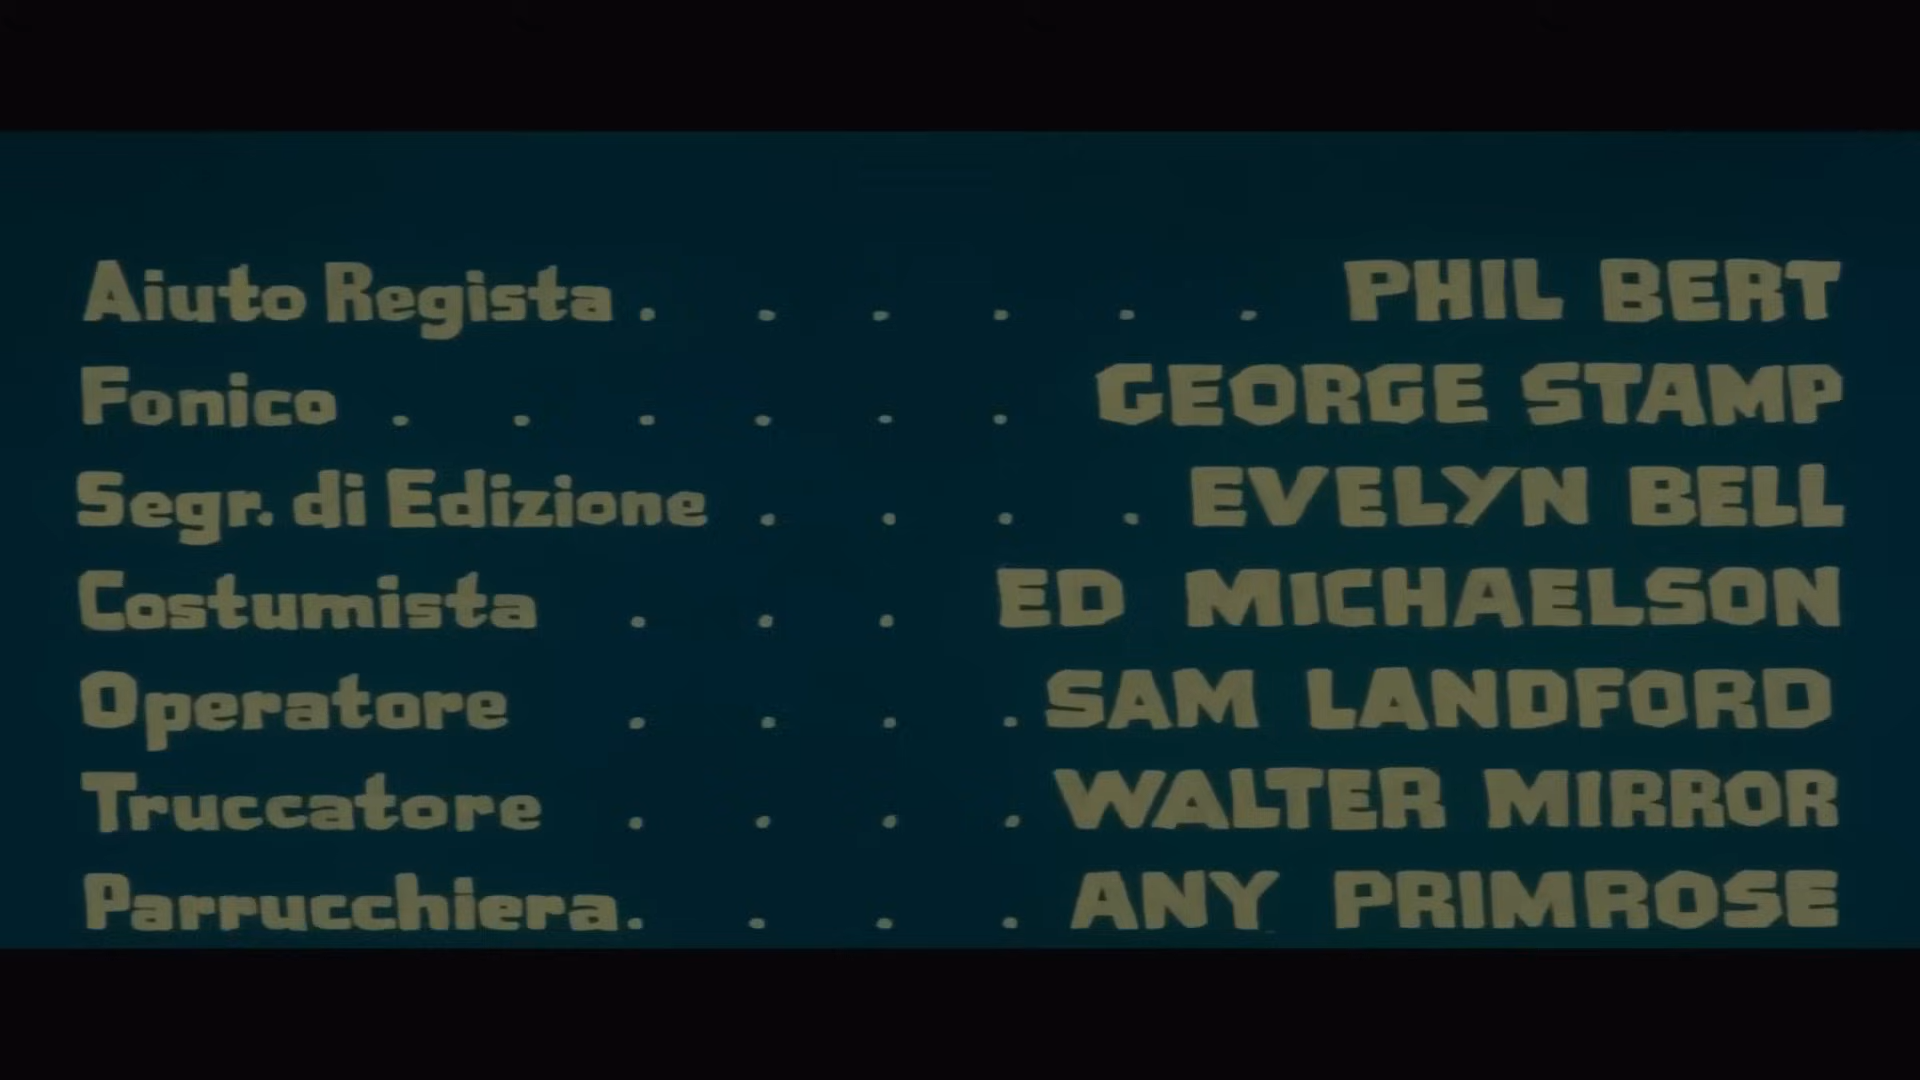 Aiuto Regista . . . . . . PHIL BERT
Fonico . . . . . . GEORGE STAMP
Segr. di Edizione . . . . EVELYN BELL
Costumista . . . ED MICHAELSON
Operatore . . . . SAM LANDFORD
Truccatore . . . . WALTER MIRROR
Parrucchiera . . . . ANY PRIMROSE